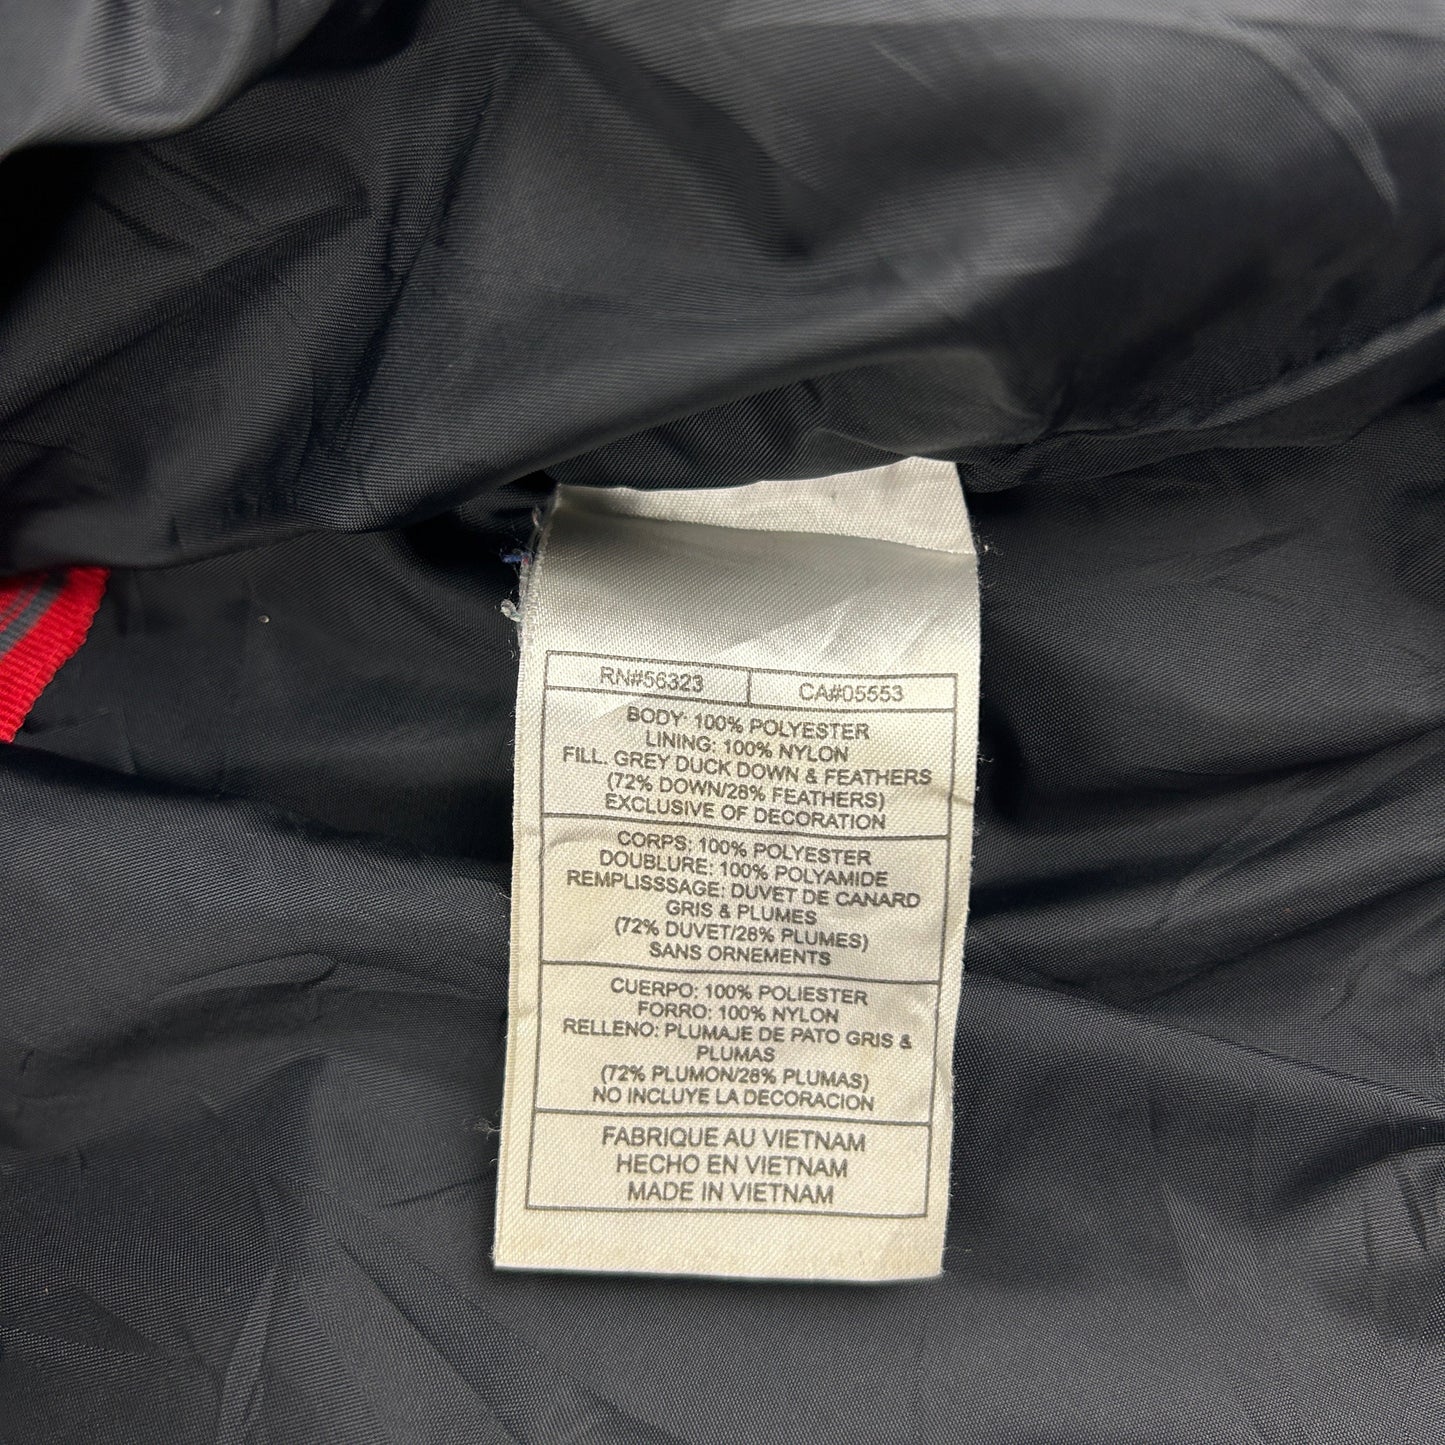 RN#56323 CA#05553
BODY: 100% POLYESTER
LINING: 100% NYLON
FILL. GREY DUCK DOWN & FEATHERS
(72% DOWN/28% FEATHERS)
EXCLUSIVE OF DECORATION
CORPS: 100% POLYESTER
DOUBLURE: 100% POLYAMIDE
REMPLISSSAGE: DUVET DE CANARD
GRIS & PLUMES
(72% DUVET/28% PLUMES)
SANS ORNEMENTS
CUERPO: 100% POLIESTER
FORRO: 100% NYLON
RELLENO: PLUMAJE DE PATO GRIS &
PLUMAS
(72% PLUMON/28% PLUMAS)
NO INCLUYE LA DECORACION
FABRIQUE AU VIETNAM
HECHO EN VIETNAM
MADE IN VIETNAM